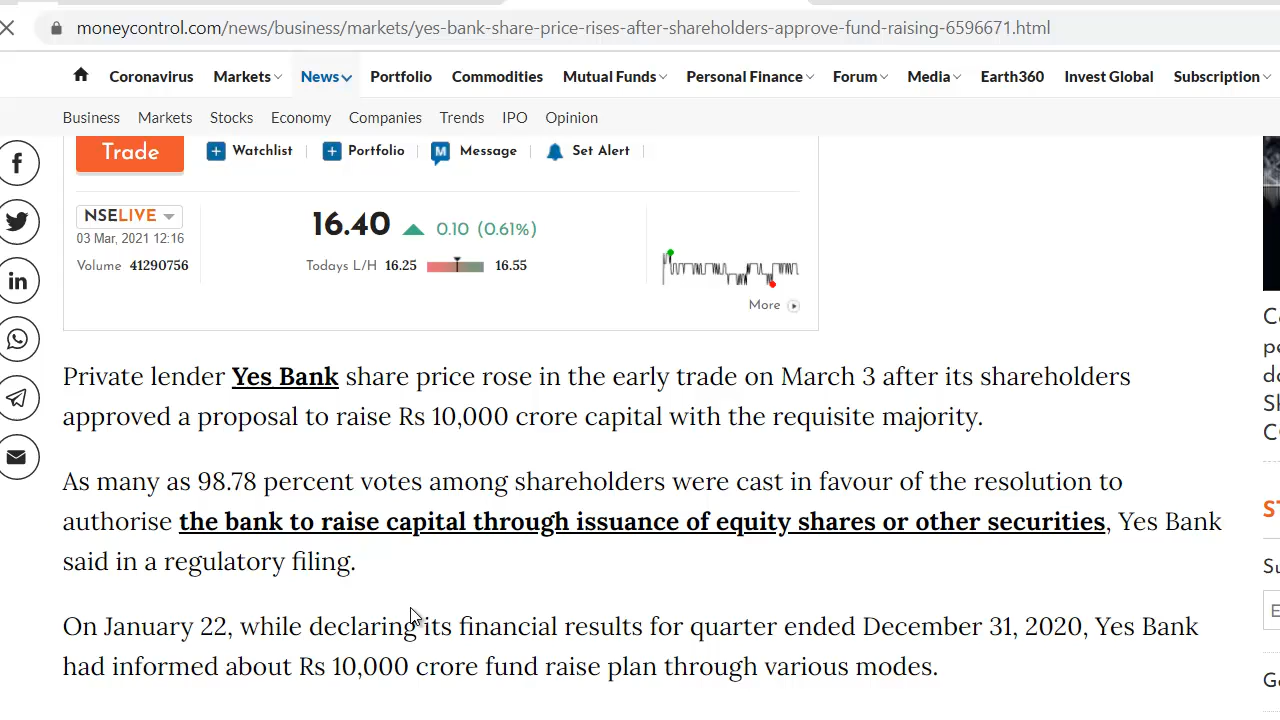 moneycontrol.com/news/business/markets/yes-bank-share-price-rises-after-shareholders-approve-fund-raising-6596671.html
Coronavirus Markets News Portfolio Commodities Mutual Funds Personal Finance Forum Media Earth360 Invest Global Subscription
Business Markets Stocks Economy Companies Trends IPO Opinion
Trade Watchlist Portfolio M Message Set Alert
NSELIVE
03 Mar, 2021 12:16
16.40 0.10 (0.61%)
Volume 41290756 Todays L/H 16.25 16.55
More
Private lender Yes Bank share price rose in the early trade on March 3 after its shareholders
approved a proposal to raise Rs 10,000 crore capital with the requisite majority.
As many as 98.78 percent votes among shareholders were cast in favour of the resolution to
authorise the bank to raise capital through issuance of equity shares or other securities, Yes Bank
said in a regulatory filing.
On January 22, while declaring its financial results for quarter ended December 31, 2020, Yes Bank
had informed about Rs 10,000 crore fund raise plan through various modes.